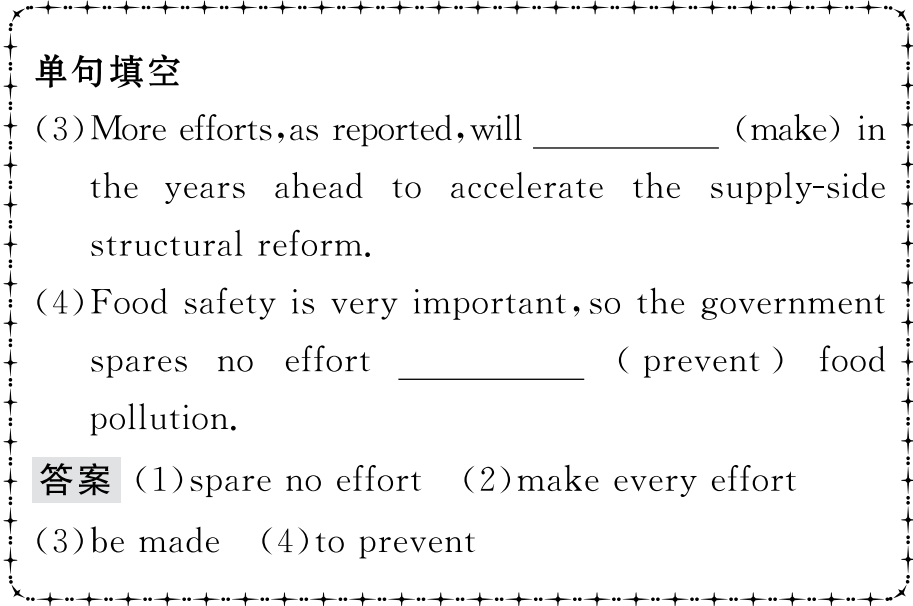 单句填空
(3)More efforts,as reported,will __________ (make) in
the years ahead to accelerate the supply-side
structural reform.
(4)Food safety is very important,so the government
spares no effort __________ (prevent) food
pollution.
答案 (1)spare no effort (2)make every effort
(3)be made (4)to prevent